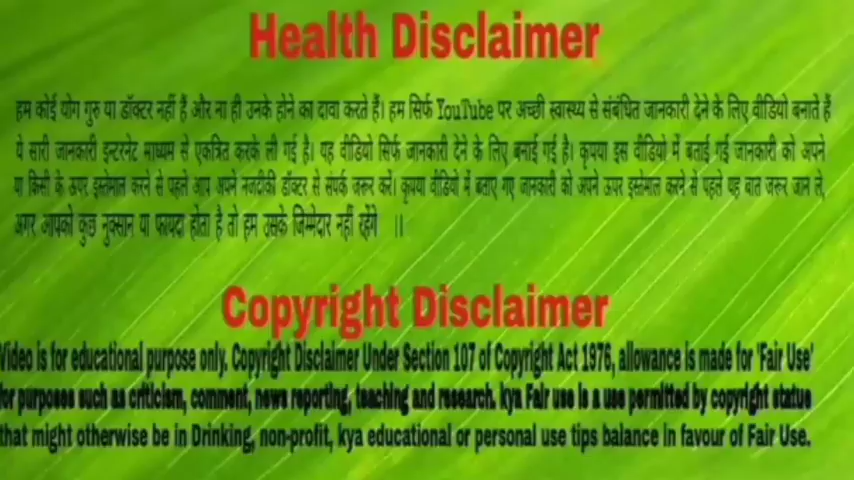 Health Disclaimer
हम कोई योग गुरु या डॉक्टर नहीं हैं और ना ही उनके होने का दावा करते हैं। हम सिर्फ YouTube पर अच्छी स्वास्थ्य से संबंधित जानकारी देने के लिए वीडियो बनाते हैं
ये सारी जानकारी इन्टरनेट माध्यम से एकत्रित करके ली गई है। यह वीडियो सिर्फ जानकारी देने के लिए बनाई गई है। कृपया इस वीडियो में बताई गई जानकारी को अपने
या किसी के ऊपर इस्तेमाल करने से पहले आप अपने नजदीकी डॉक्टर से संपर्क जरूर करें। कृपया वीडियो में बताए गए जानकारी को अपने ऊपर इस्तेमाल करने से पहले यह बात जरूर जान ले,
अगर आपको कुछ नुक्सान या फायदा होता है तो हम उसके जिम्मेदार नहीं रहेंगे ।।
Copyright Disclaimer
Video is for educational purpose only. Copyright Disclaimer Under Section 107 of Copyright Act 1976, allowance is made for 'Fair Use'
for purposes such as criticism, comment, news reporting, teaching and research. kya Fair use is a use permitted by copyright status
that might otherwise be in Drinking, non-profit, kya educational or personal use tips balance in favour of Fair Use.